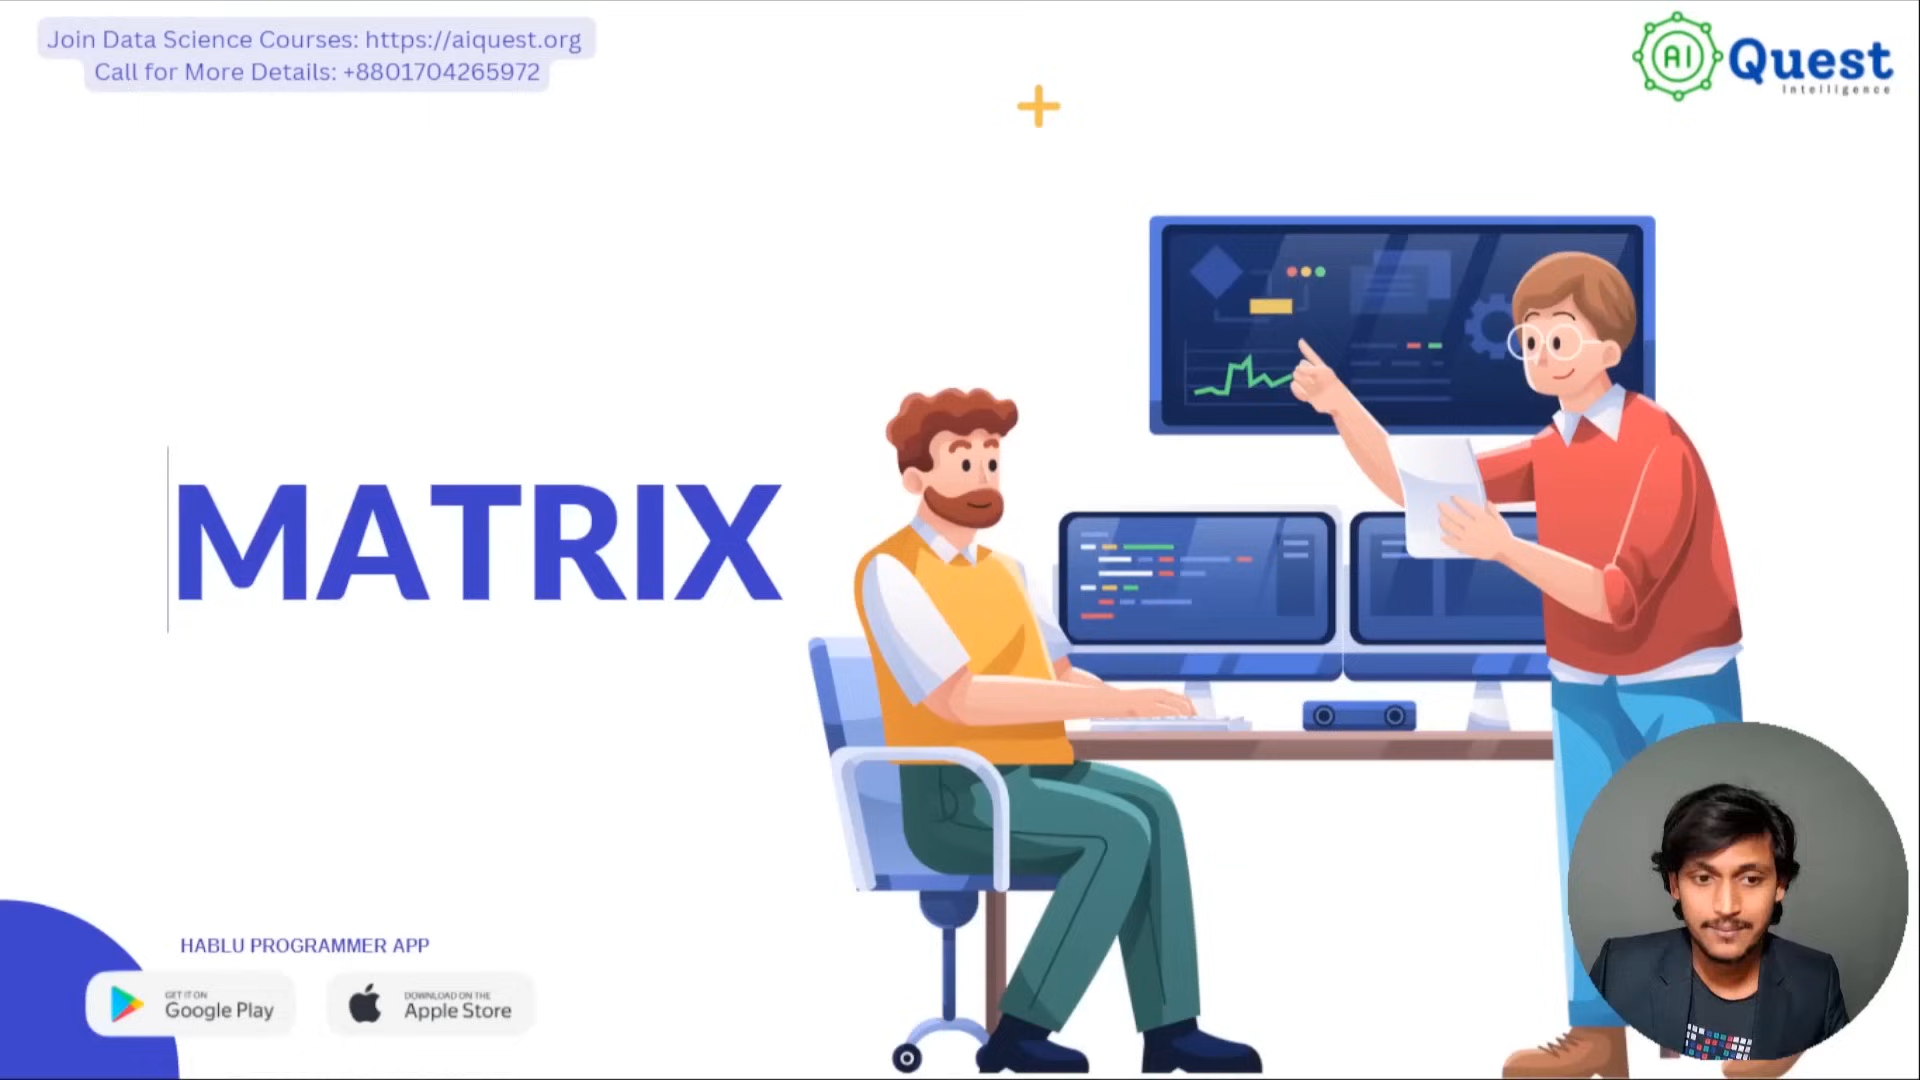 Join Data Science Courses: https://aiquest.org
Call for More Details: +8801704265972
AI Quest
Intelligence
MATRIX
HABLU PROGRAMMER APP
GET IT ON
Google Play
DOWNLOAD ON THE
Apple Store